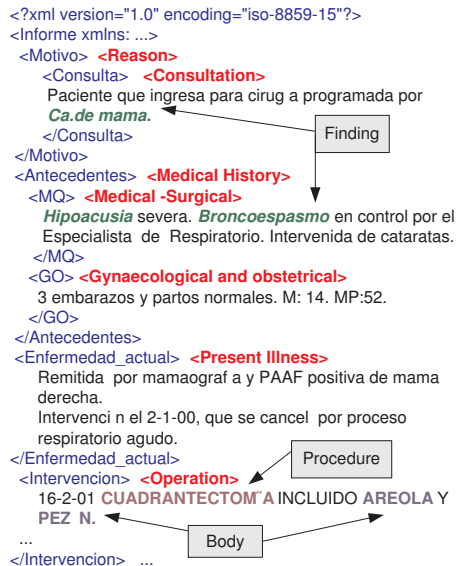 <?xml version="1.0" encoding="iso-8859-15"?>
<Informe xmlns: ...>
<Motivo> <Reason>
<Consulta> <Consultation>
Paciente que ingresa para cirug a programada por
Ca.de mama.
</Consulta>
Finding
</Motivo>
<Antecedentes> <Medical History>
<MQ> <Medical -Surgical>
Hipoacusia severa. Broncoespasmo en control por el
Especialista de Respiratorio. Intervenida de cataratas.
</MQ>
<GO> <Gynaecological and obstetrical>
3 embarazos y partos normales. M: 14. MP:52.
</GO>
</Antecedentes>
<Enfermedad_actual> <Present Illness>
Remitida por mamaograf a y PAAF positiva de mama
derecha.
Intervenci n el 2-1-00, que se cancel por proceso
respiratorio agudo.
</Enfermedad_actual>
Procedure
<Intervencion> <Operation>
16-2-01 CUADRANTECTOM˝A INCLUIDO AREOLA Y
PEZ N.
Body
...
</Intervencion> ...